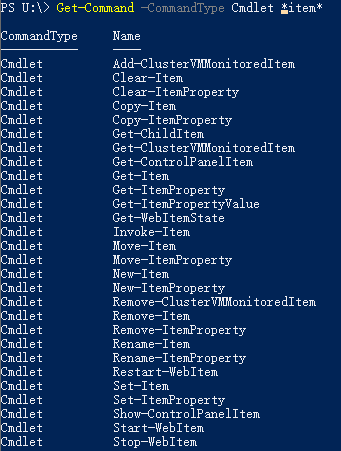 PS U:\> Get-Command -CommandType Cmdlet *item*
CommandType Name
Cmdlet Add-ClusterVMMonitoredItem
Cmdlet Clear-Item
Cmdlet Clear-ItemProperty
Cmdlet Copy-Item
Cmdlet Copy-ItemProperty
Cmdlet Get-ChildItem
Cmdlet Get-ClusterVMMonitoredItem
Cmdlet Get-ControlPanelItem
Cmdlet Get-Item
Cmdlet Get-ItemProperty
Cmdlet Get-ItemPropertyValue
Cmdlet Get-WebItemState
Cmdlet Invoke-Item
Cmdlet Move-Item
Cmdlet Move-ItemProperty
Cmdlet New-Item
Cmdlet New-ItemProperty
Cmdlet Remove-ClusterVMMonitoredItem
Cmdlet Remove-Item
Cmdlet Remove-ItemProperty
Cmdlet Rename-Item
Cmdlet Rename-ItemProperty
Cmdlet Restart-WebItem
Cmdlet Set-Item
Cmdlet Set-ItemProperty
Cmdlet Show-ControlPanelItem
Cmdlet Start-WebItem
Cmdlet Stop-WebItem